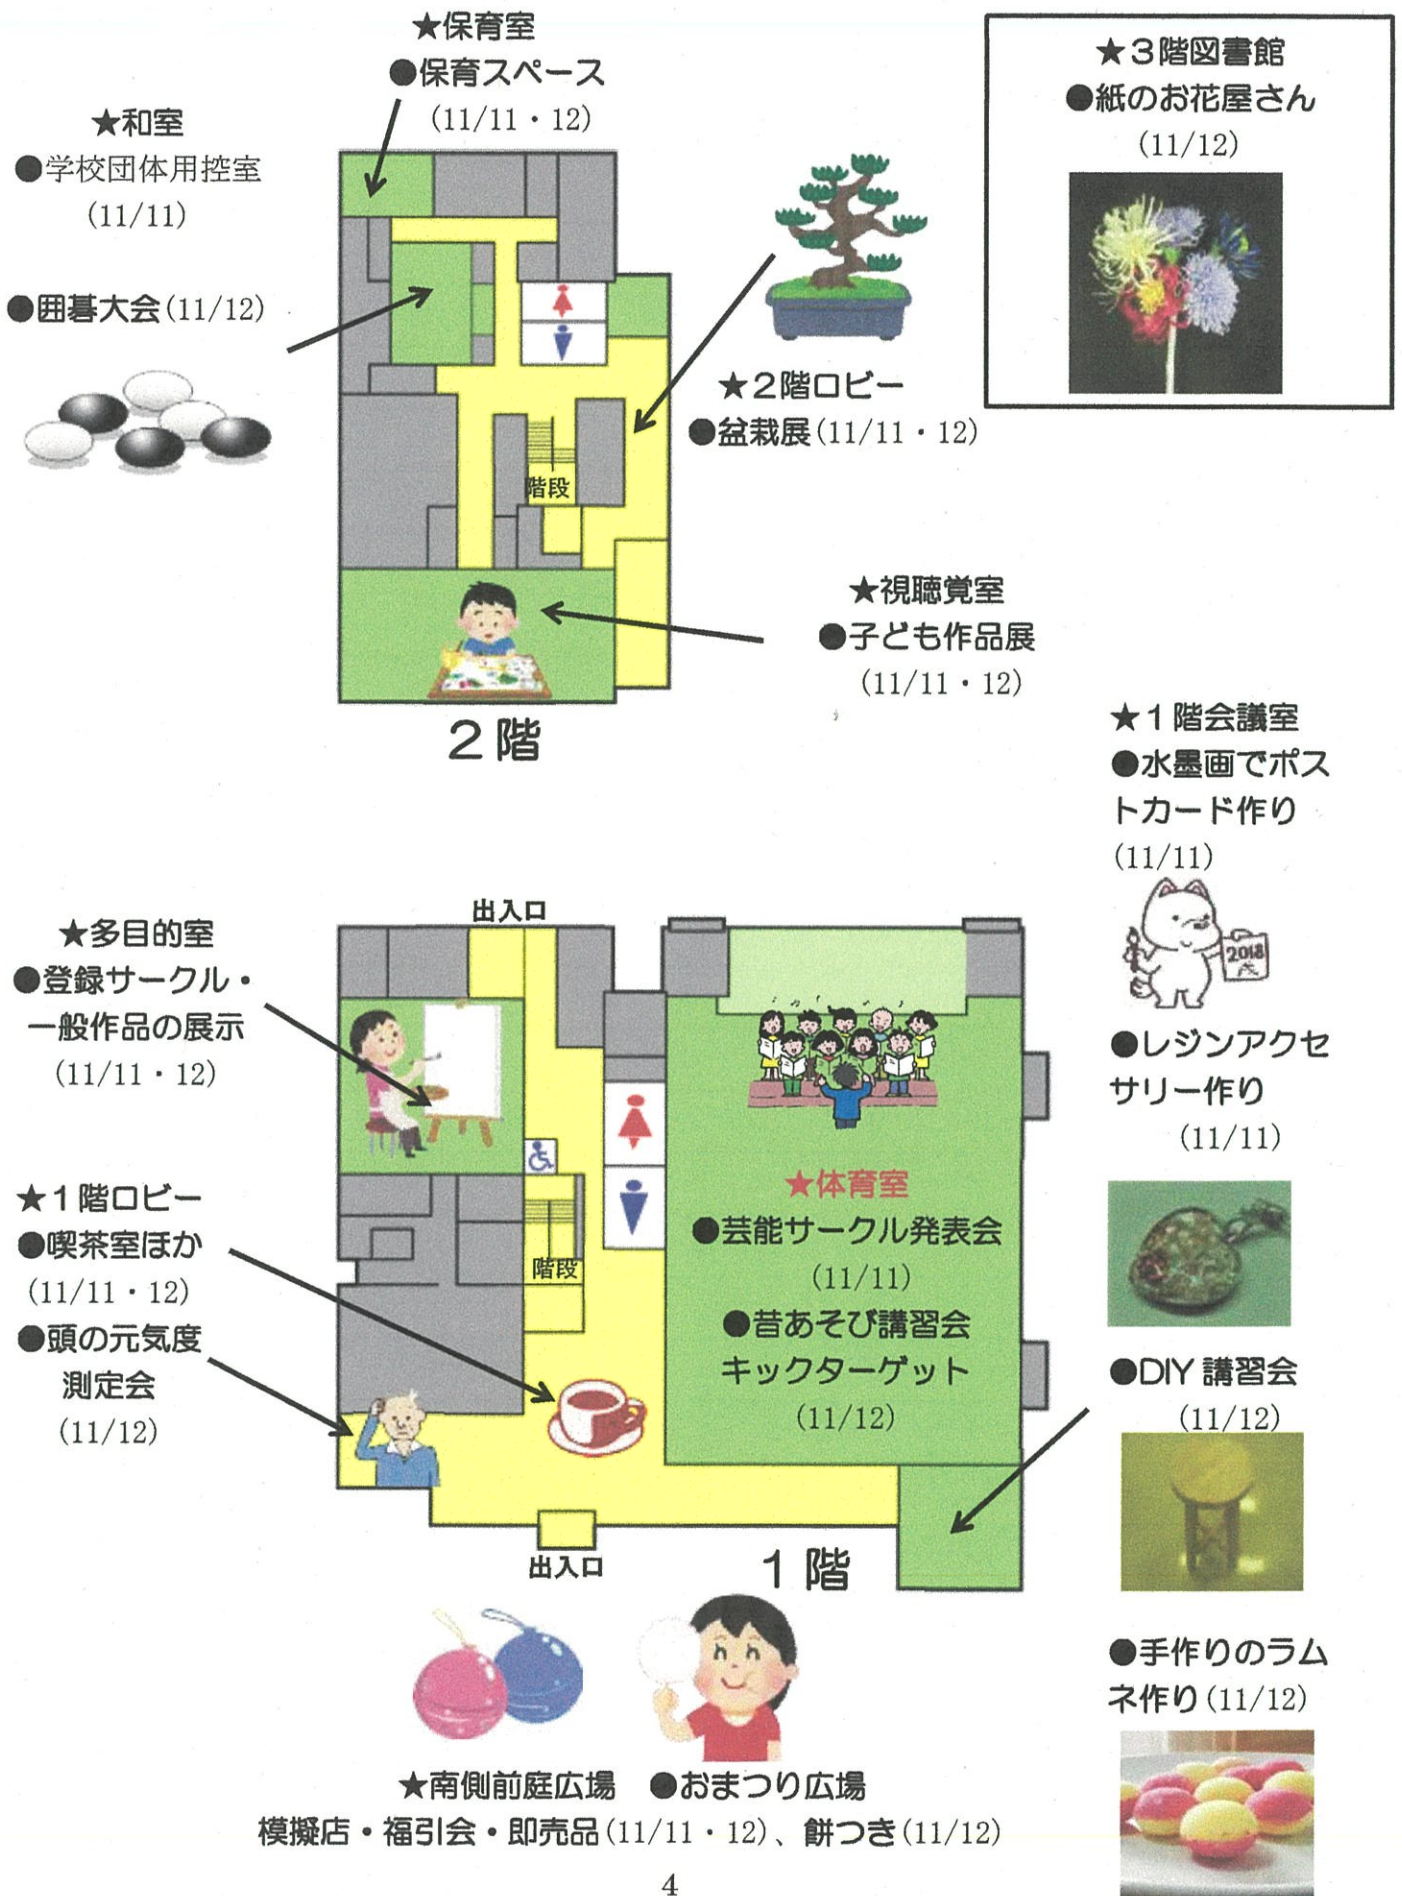 ★保育室
●保育スペース
(11/11・12)
★和室
●学校団体用控室
(11/11)
●囲碁大会(11/12)
★3階図書館
●紙のお花屋さん
(11/12)
★2階ロビー
●盆栽展(11/11・12)
階段
★視聴覚室
●子ども作品展
(11/11・12)
2階
★1階会議室
●水墨画でポス
トカード作り
(11/11)
2018
戌
●レジンアクセ
サリー作り
(11/11)
●DIY講習会
(11/12)
●手作りのラム
ネ作り(11/12)
出入口
★多目的室
●登録サークル・
一般作品の展示
(11/11・12)
★1階ロビー
●喫茶室ほか
(11/11・12)
●頭の元気度
測定会
(11/12)
階段
★体育室
●芸能サークル発表会
(11/11)
●昔あそび講習会
キックターゲット
(11/12)
出入口
1階
★南側前庭広場 ●おまつり広場
模擬店・福引会・即売品(11/11・12)、餅つき(11/12)
4